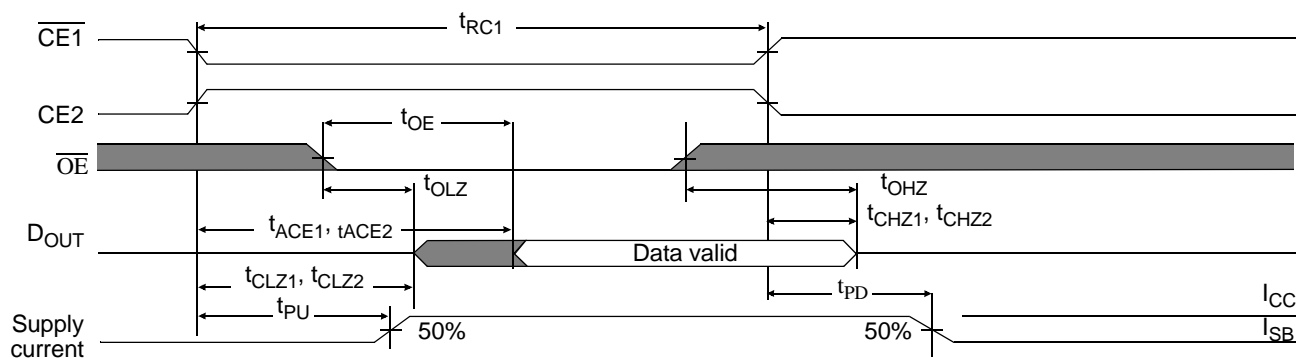 tRC1
CE1
CE2
tOE
OE
tOLZ
tOHZ
tACE1, tACE2
tCHZ1, tCHZ2
DOUT
Data valid
tCLZ1, tCLZ2
tPU
tPD
ICC
Supply
current
50%
50%
ISB